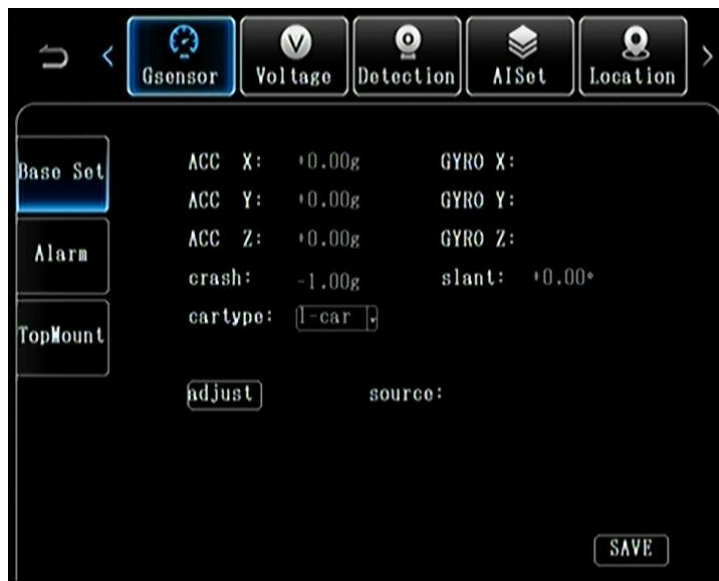 Gsensor Voltage Detection AISet Location
Base Set
Alarm
TopMount
ACC X: +0.00g GYRO X:
ACC Y: +0.00g GYRO Y:
ACC Z: +0.00g GYRO Z:
crash: -1.00g slant: +0.00°
cartype: l-car
adjust source:
SAVE